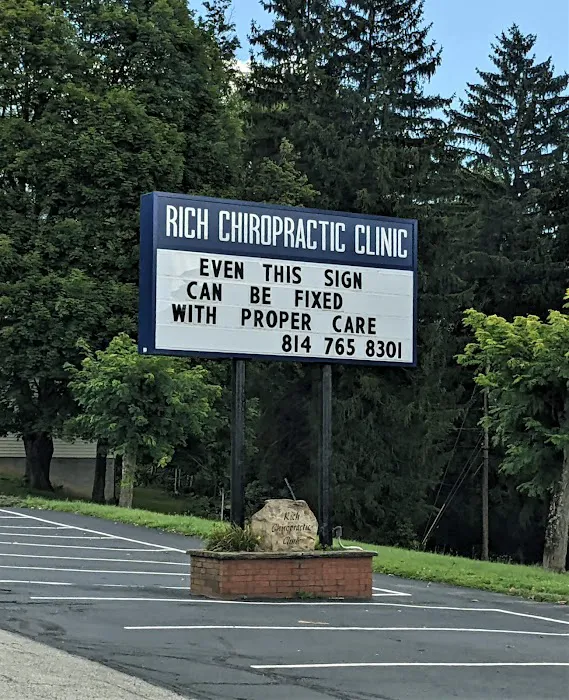 RICH CHIROPRACTIC CLINIC
EVEN THIS SIGN
CAN BE FIXED
WITH PROPER CARE
814 765 8301
Rich
Chiropractic
Clinic